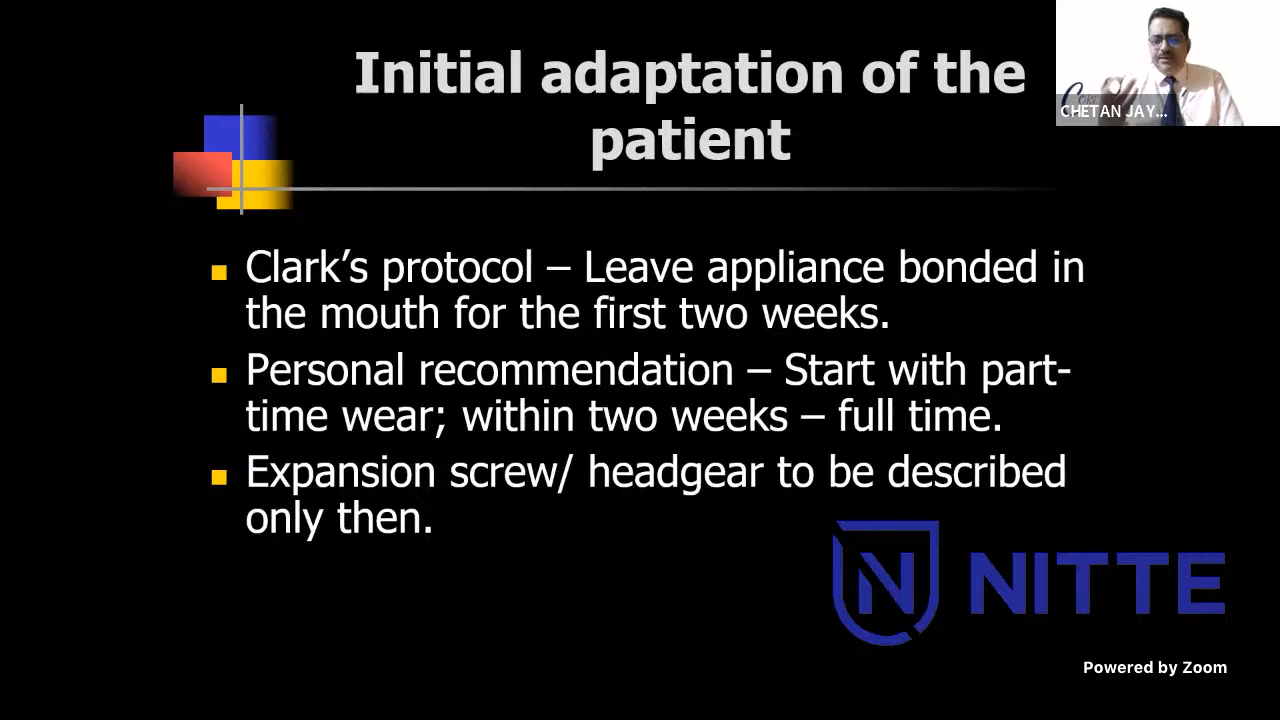 Initial adaptation of the
patient
CHETAN JAY...
Clark’s protocol – Leave appliance bonded in
the mouth for the first two weeks.
Personal recommendation – Start with part-
time wear; within two weeks – full time.
Expansion screw/ headgear to be described
only then.
N NITTE
Powered by Zoom